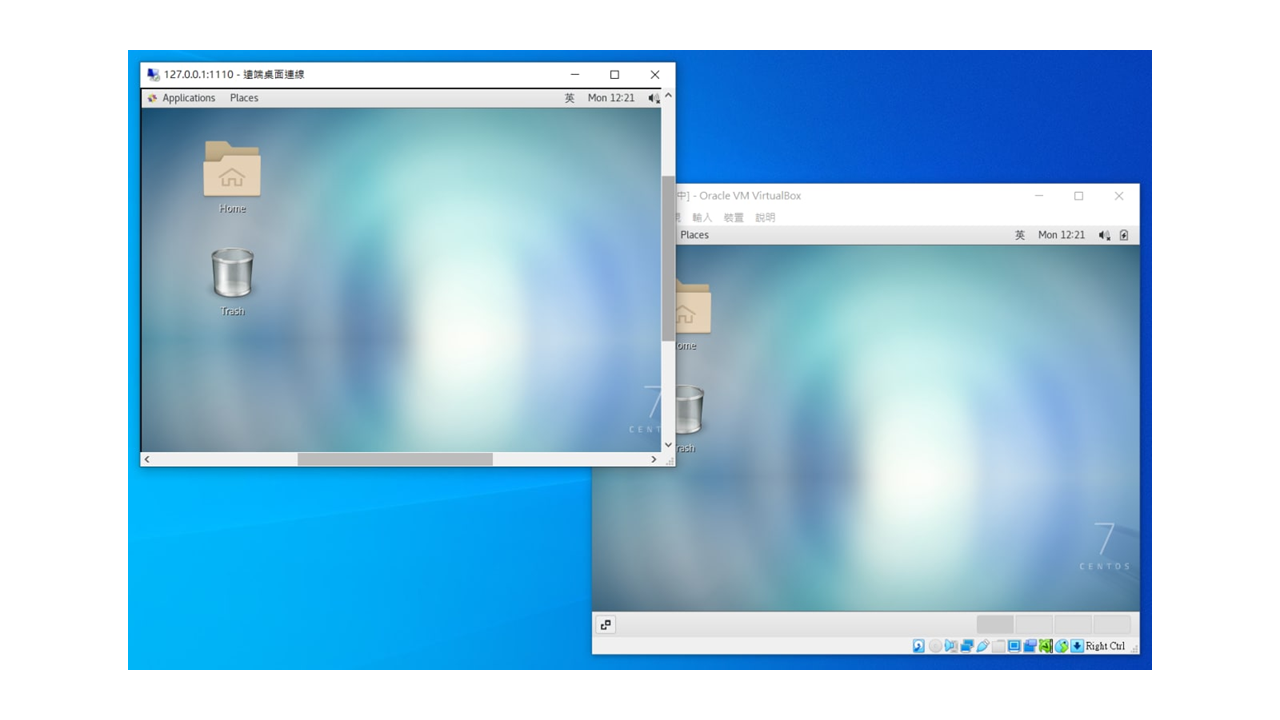 127.0.0.1:1110 - 遠端桌面連線
Applications Places 英 Mon 12:21
Home
Trash
7
CENT
中] - Oracle VM VirtualBox
輸入 裝置 說明
Places 英 Mon 12:21
ome
rash
7
CENTOS
Right Ctrl